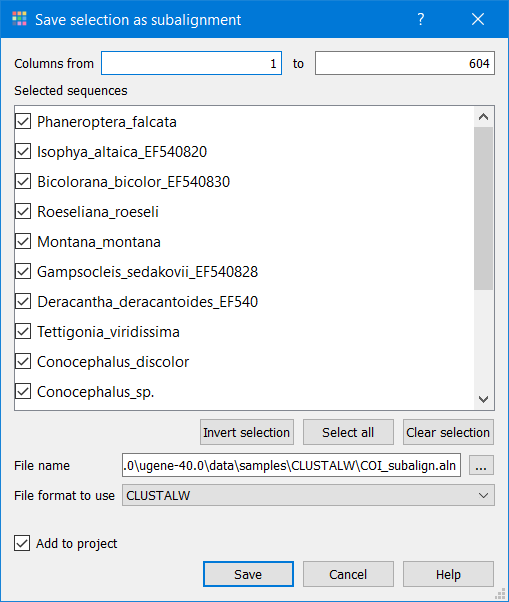 Save selection as subalignment ?
Columns from 1 to 604
Selected sequences
Phaneroptera_falcata
Isophya_altaica_EF540820
Bicolorana_bicolor_EF540830
Roeseliana_roeseli
Montana_montana
Gampsocleis_sedakovii_EF540828
Deracantha_deracantoides_EF540
Tettigonia_viridissima
Conocephalus_discolor
Conocephalus_sp.
Invert selection Select all Clear selection
File name .0\ugene-40.0\data\samples\CLUSTALW\COI_subalign.aln ...
File format to use CLUSTALW
Add to project
Save Cancel Help